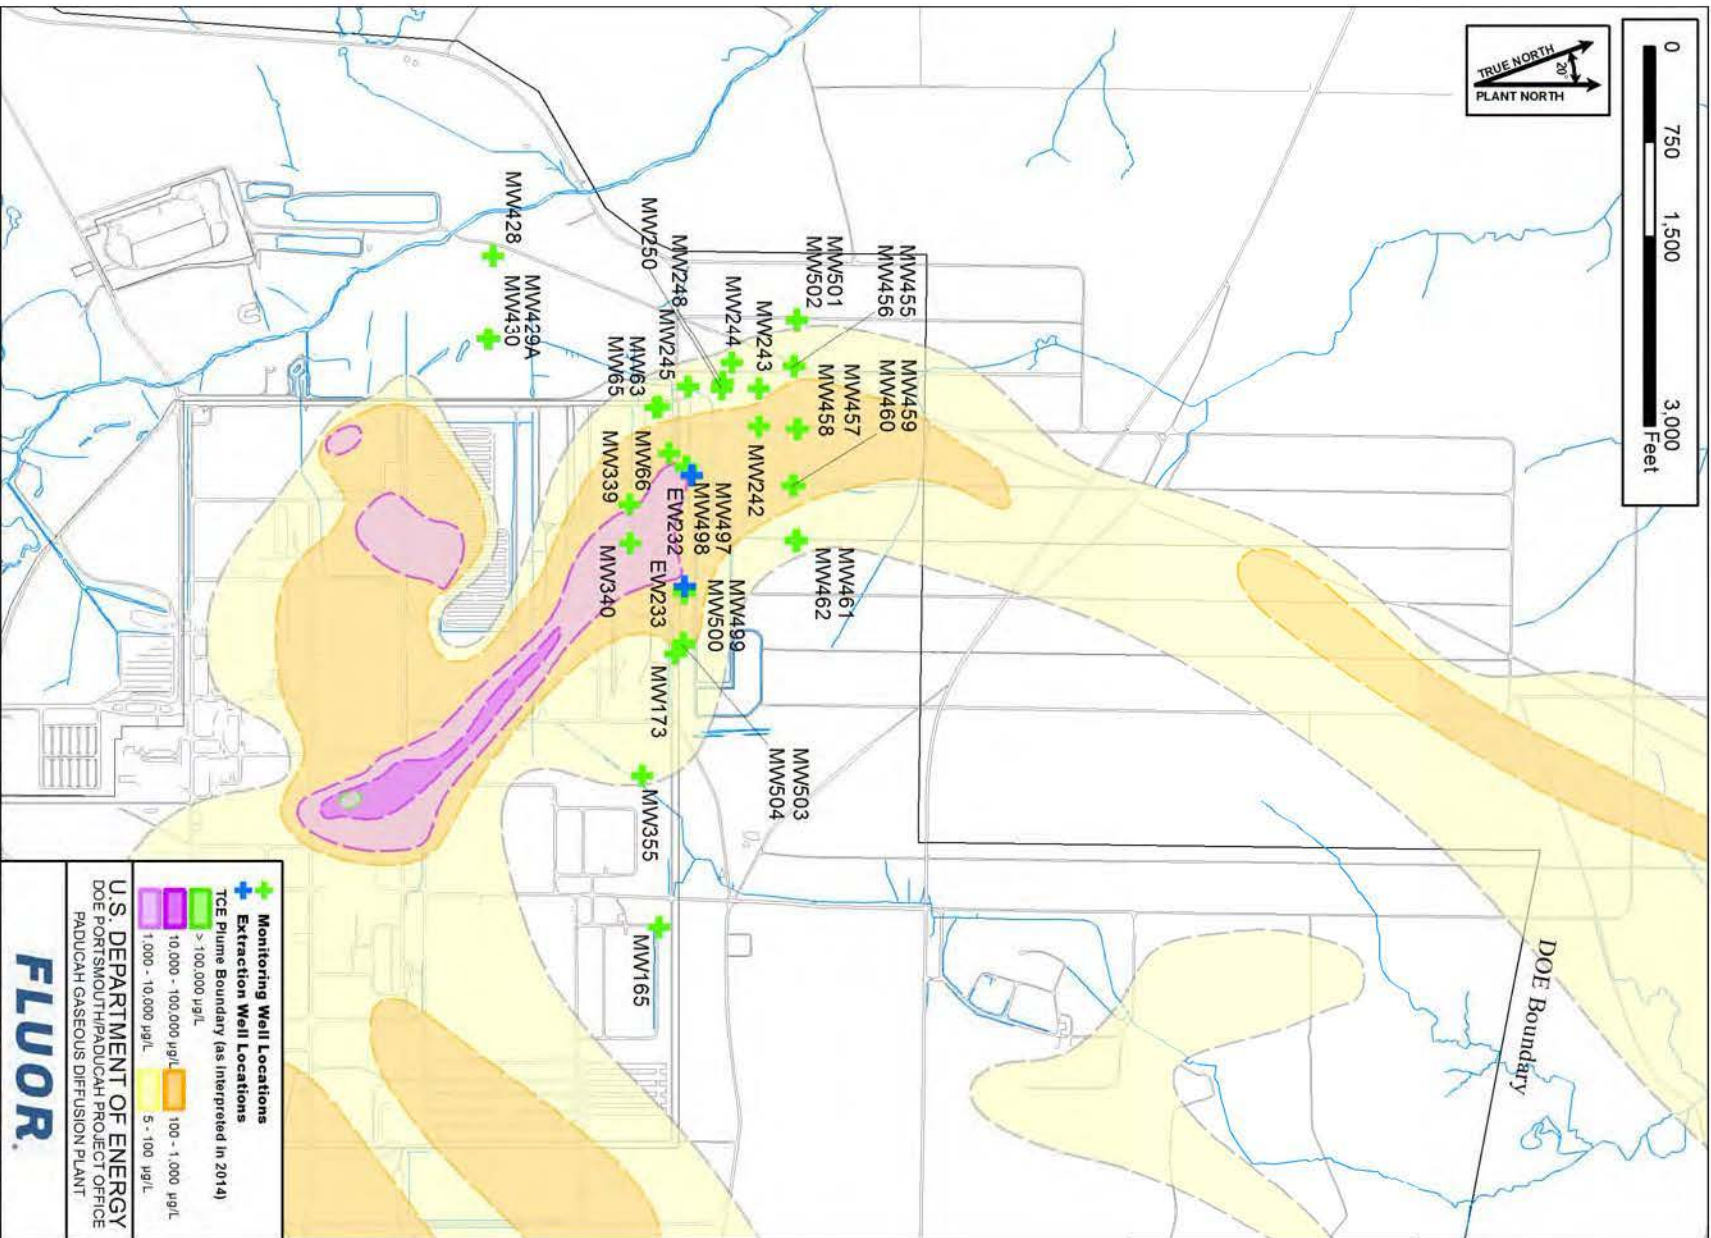 0 750 1,500 3,000
Feet
TRUE NORTH
20°
PLANT NORTH
DOE Boundary
MW455
MW456
MW459
MW460
MW501
MW502
MW457
MW458
MW461
MW462
MW503
MW504
MW243
MW242
MW244
MW497
MW498
MW499
MW500
MW248
MW245
EW232
EW233
MW173
MW250
MW63
MW65
MW66
MW339
MW340
MW355
MW165
MW428
MW429A
MW430
Monitoring Well Locations
Extraction Well Locations
TCE Plume Boundary (as interpreted in 2014)
> 100,000 µg/L
10,000 - 100,000 µg/L
100 - 1,000 µg/L
1,000 - 10,000 µg/L
5 - 100 µg/L
U.S. DEPARTMENT OF ENERGY
DOE PORTSMOUTH/PADUCAH PROJECT OFFICE
PADUCAH GASEOUS DIFFUSION PLANT
FLUOR.